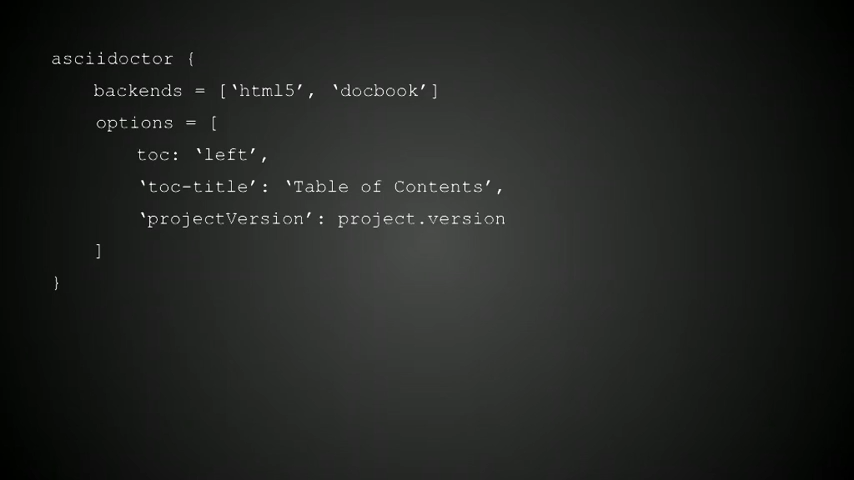 asciidoctor {
backends = [‘html5’, ‘docbook’]
options = [
toc: ‘left’,
‘toc-title’: ‘Table of Contents’,
‘projectVersion’: project.version
]
}